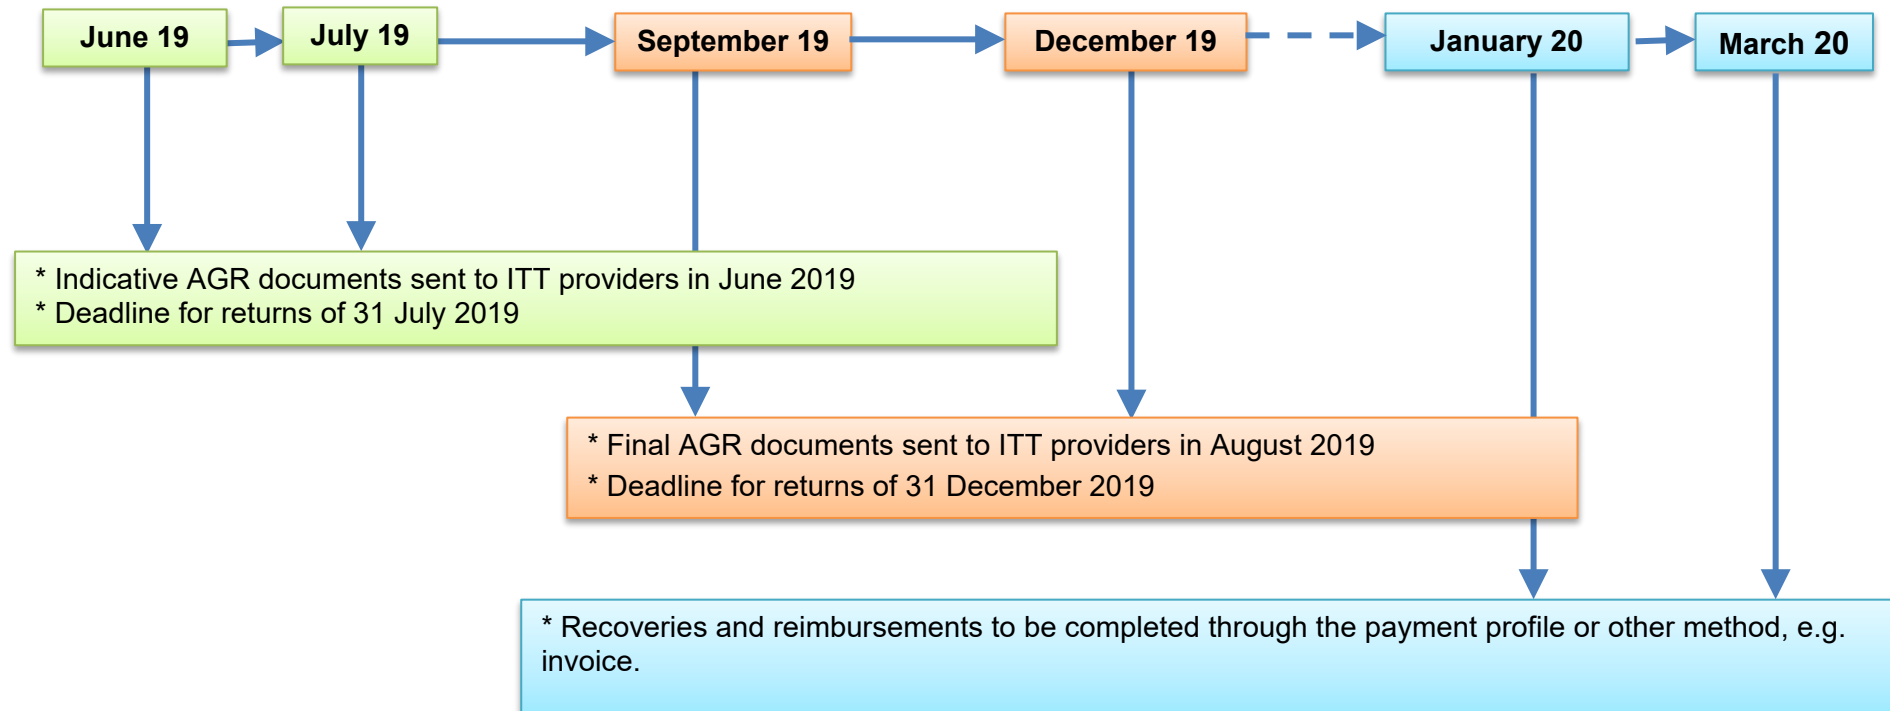 June 19
July 19
September 19
December 19
January 20
March 20
* Indicative AGR documents sent to ITT providers in June 2019
* Deadline for returns of 31 July 2019
* Final AGR documents sent to ITT providers in August 2019
* Deadline for returns of 31 December 2019
* Recoveries and reimbursements to be completed through the payment profile or other method, e.g.
invoice.